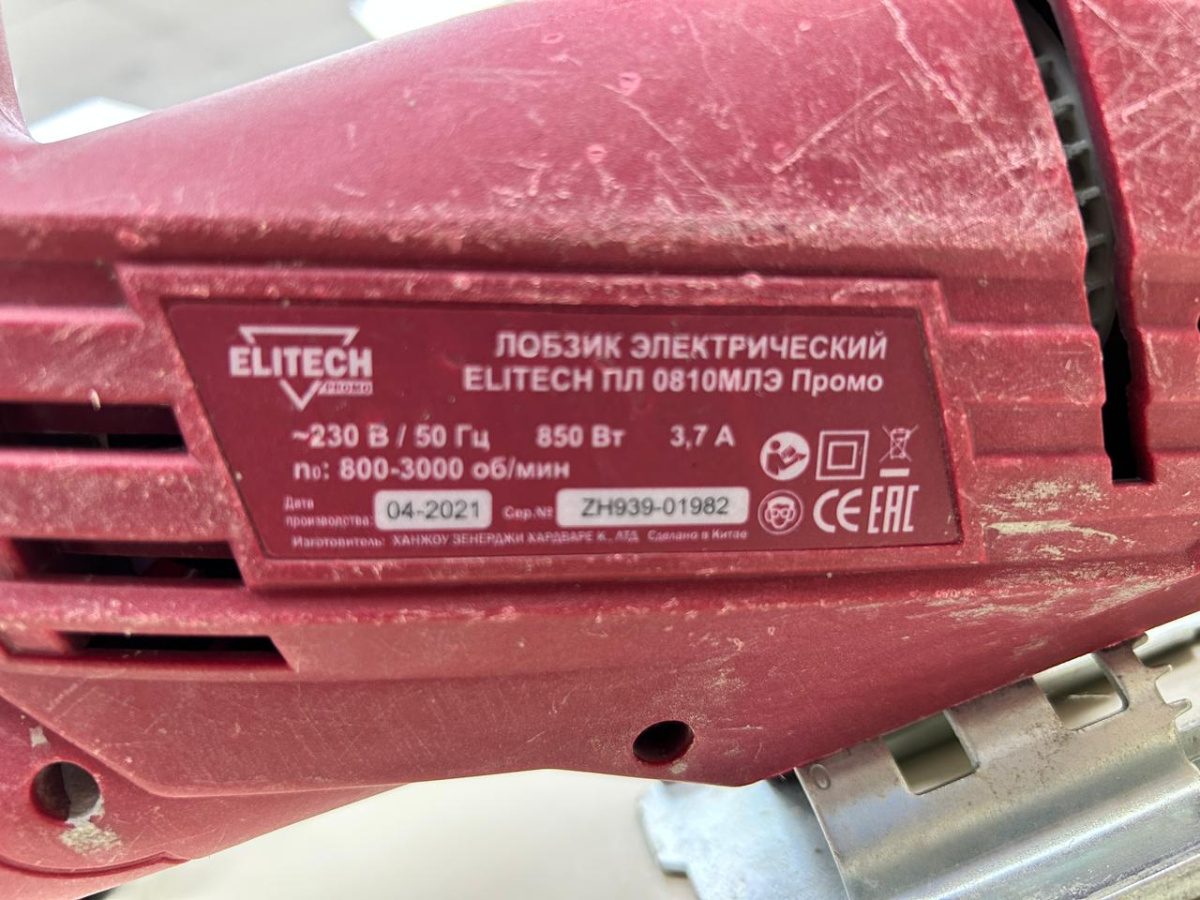 ELITECH
PROMO
ЛОБЗИК ЭЛЕКТРИЧЕСКИЙ
ELITECH ПЛ 0810МЛЭ Промо
~230 В / 50 Гц 850 Вт 3,7 А
n₀: 800-3000 об/мин
Дата
производства: 04-2021 Сер.№ ZH939-01982
CE EAC
Изготовитель: ХАНЖОУ ЗЕНЕРДЖИ ХАРДВАРЕ К., ЛТД Сделано в Китае